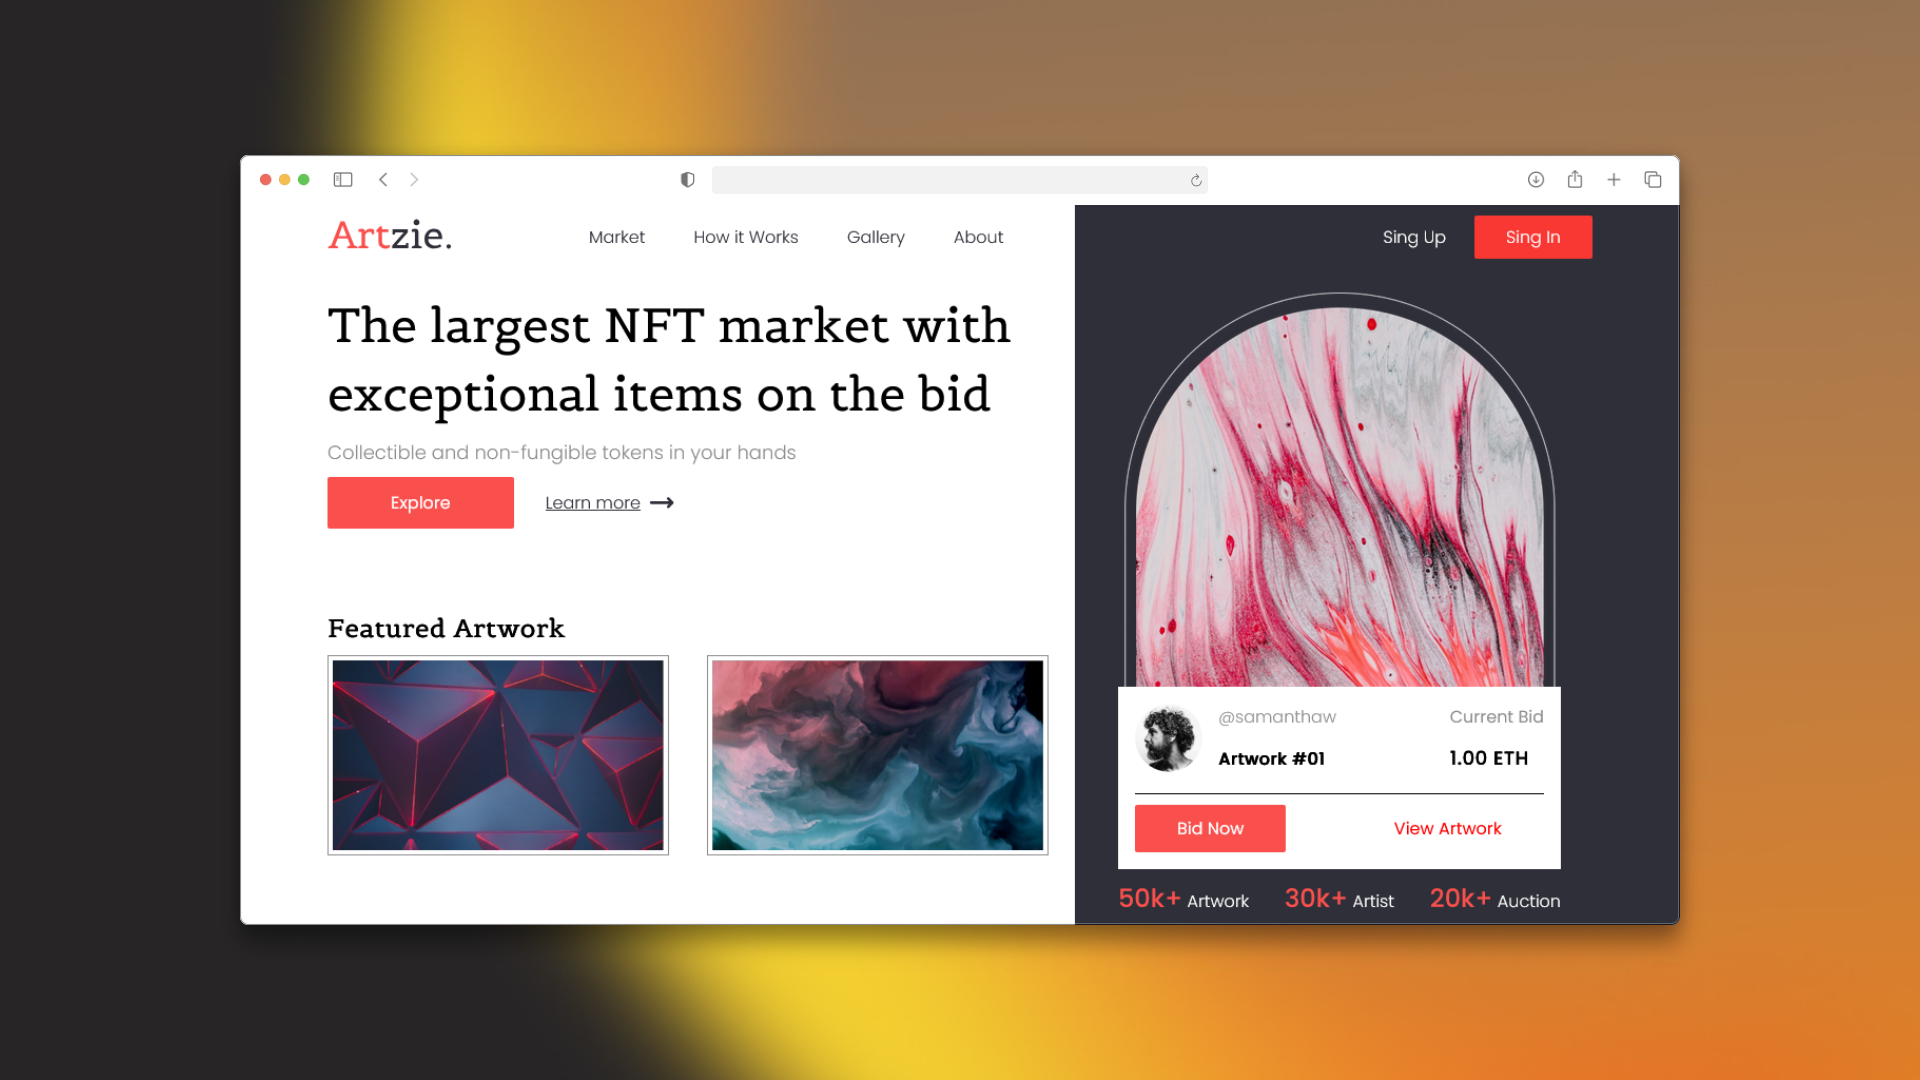 Artzie.
Market How it Works Gallery About
Sing Up Sing In
The largest NFT market with
exceptional items on the bid
Collectible and non-fungible tokens in your hands
Explore Learn more
Featured Artwork
@samanthaw Current Bid
Artwork #01 1.00 ETH
Bid Now View Artwork
50k+ Artwork 30k+ Artist 20k+ Auction